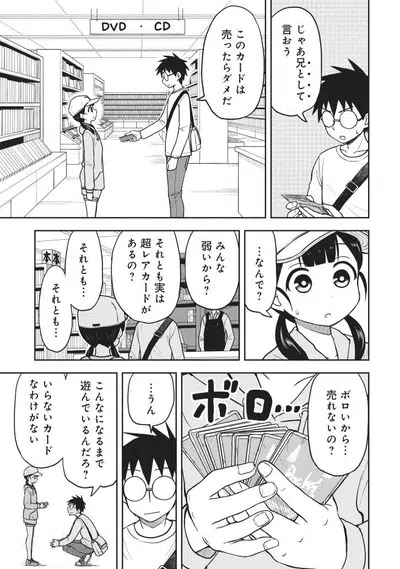 じゃあ兄として
言おう
このカードは
売ったらダメだ
DVD・CD
…なんで?
みんな
弱いから?
それとも実は
超レアカードが
あるの?
それとも…
それとも…
本
本
ボロいから…
売れないの?
ボロ…
…うん
こんなになるまで
遊んでいるんだろ?
いらないカード
なわけがない